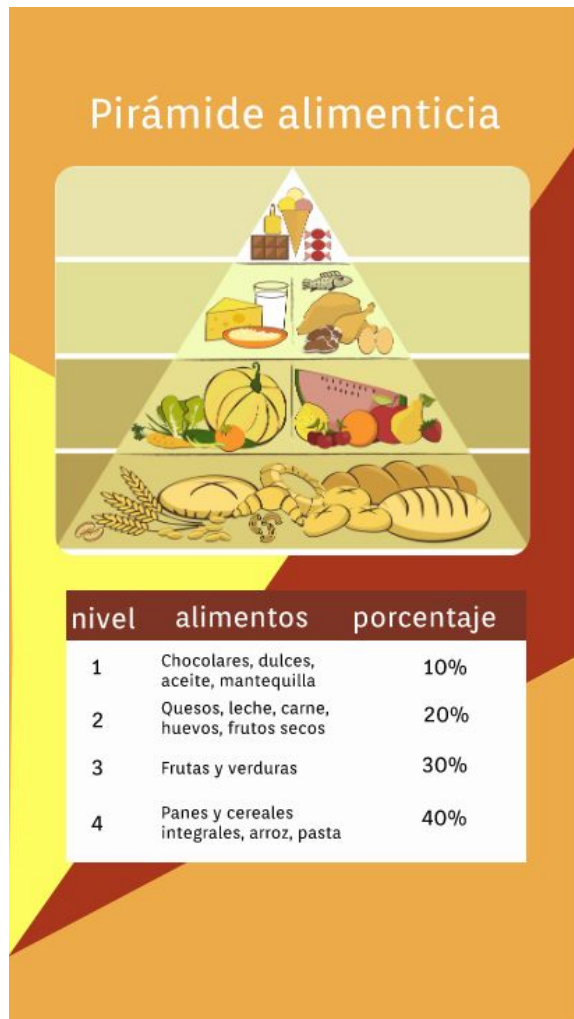 Pirámide alimenticia
nivel alimentos porcentaje
1 Chocolares, dulces, 10%
aceite, mantequilla
2 Quesos, leche, carne, 20%
huevos, frutos secos
3 Frutas y verduras 30%
4 Panes y cereales 40%
integrales, arroz, pasta